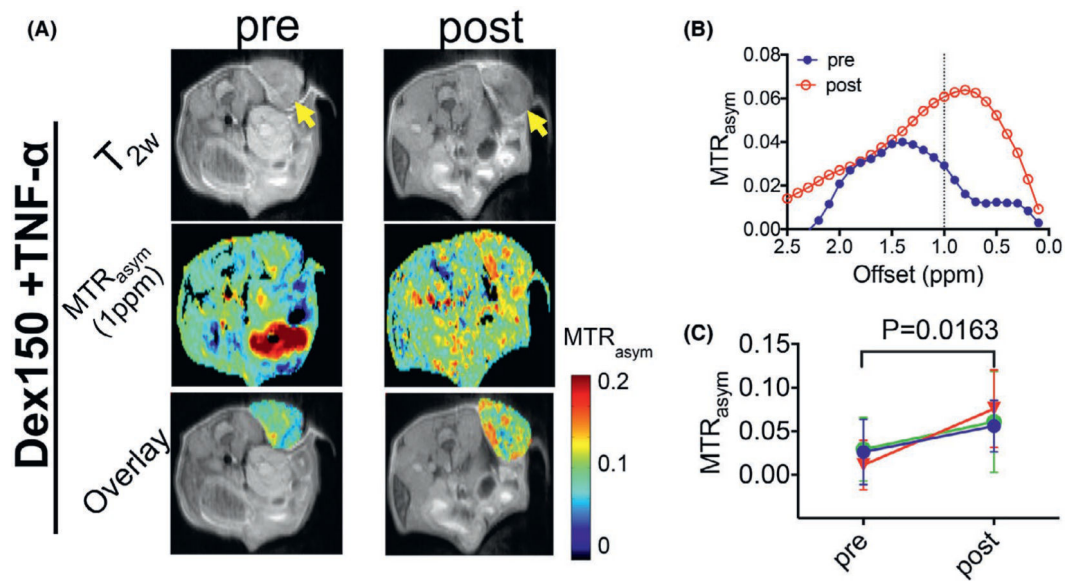 (A)
pre post
Dex150 +TNF-α
T2w
MTRasym
(1ppm)
Overlay
MTRasym
0.2
0.1
0
(B)
0.08
0.06
0.04
0.02
0.00
MTRasym
pre
post
2.5 2.0 1.5 1.0 0.5 0.0
Offset (ppm)
(C)
P=0.0163
0.15
0.10
0.05
0.00
MTRasym
pre post